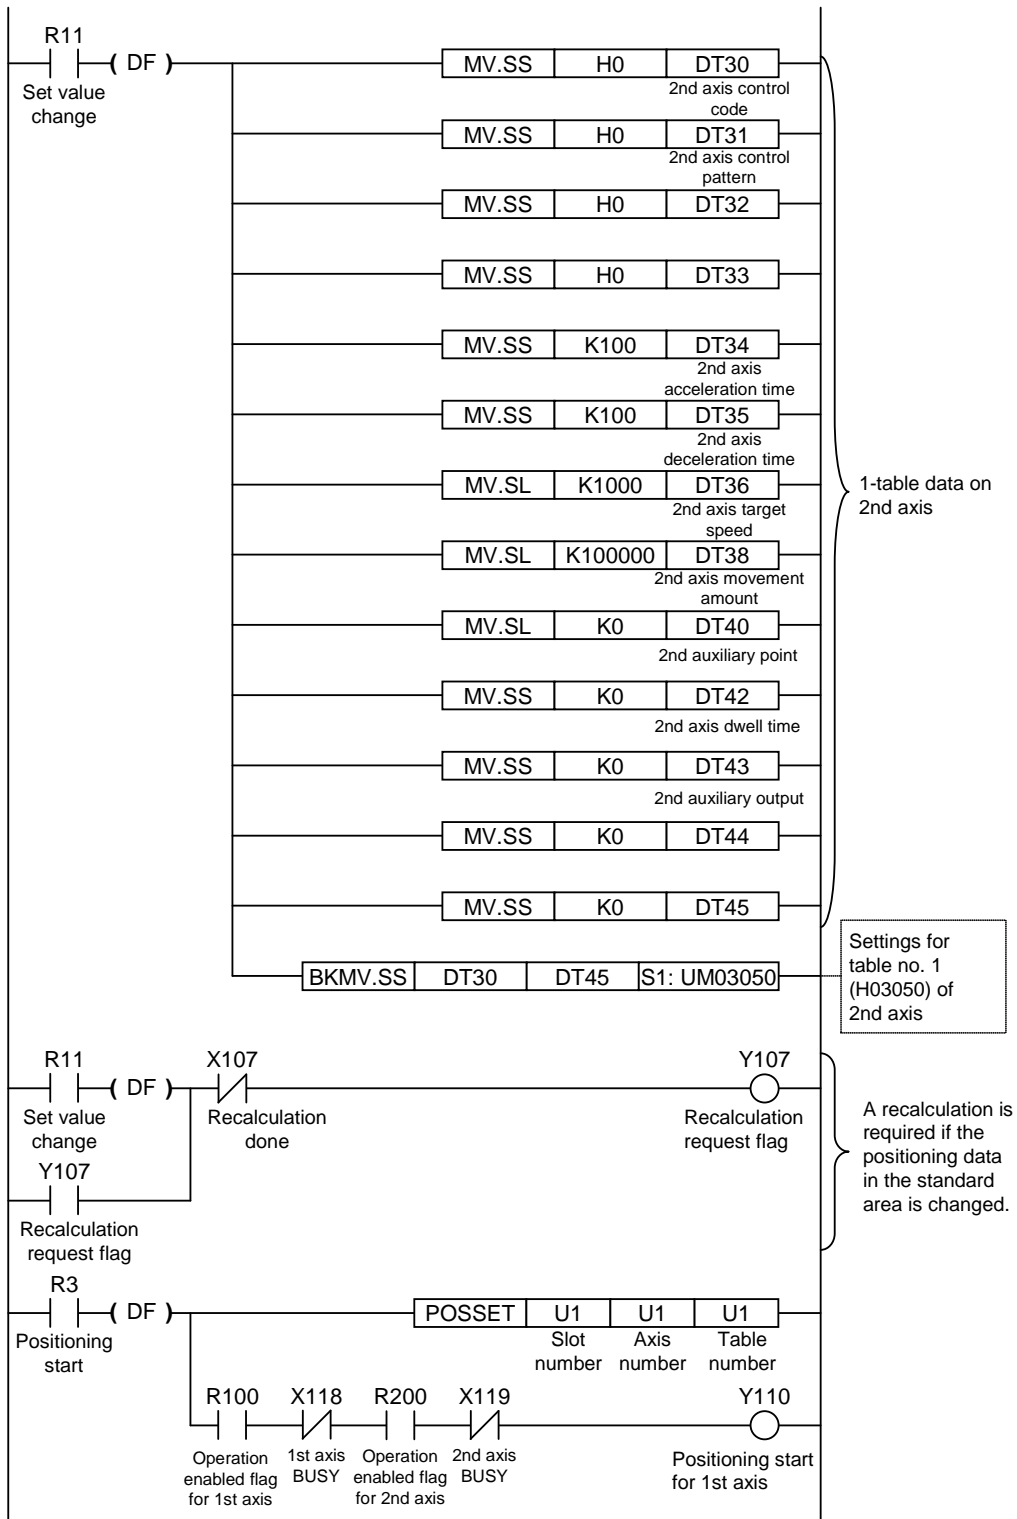 R11
( DF )
Set value
change
MV.SS H0 DT30
2nd axis control
code
MV.SS H0 DT31
2nd axis control
pattern
MV.SS H0 DT32
MV.SS H0 DT33
MV.SS K100 DT34
2nd axis
acceleration time
MV.SS K100 DT35
2nd axis
deceleration time
MV.SL K1000 DT36
2nd axis target
speed
MV.SL K100000 DT38
2nd axis movement
amount
MV.SL K0 DT40
2nd auxiliary point
MV.SS K0 DT42
2nd axis dwell time
MV.SS K0 DT43
2nd auxiliary output
MV.SS K0 DT44
MV.SS K0 DT45
1-table data on
2nd axis
BKMV.SS DT30 DT45 S1: UM03050
Settings for
table no. 1
(H03050) of
2nd axis
R11 X107 Y107
( DF )
Set value
change
Recalculation
done
Recalculation
request flag
Y107
Recalculation
request flag
A recalculation is
required if the
positioning data
in the standard
area is changed.
R3
( DF )
Positioning
start
POSSET U1 U1 U1
Slot
number
Axis
number
Table
number
R100 X118 R200 X119 Y110
Operation
enabled flag
for 1st axis
1st axis
BUSY
Operation
enabled flag
for 2nd axis
2nd axis
BUSY
Positioning start
for 1st axis